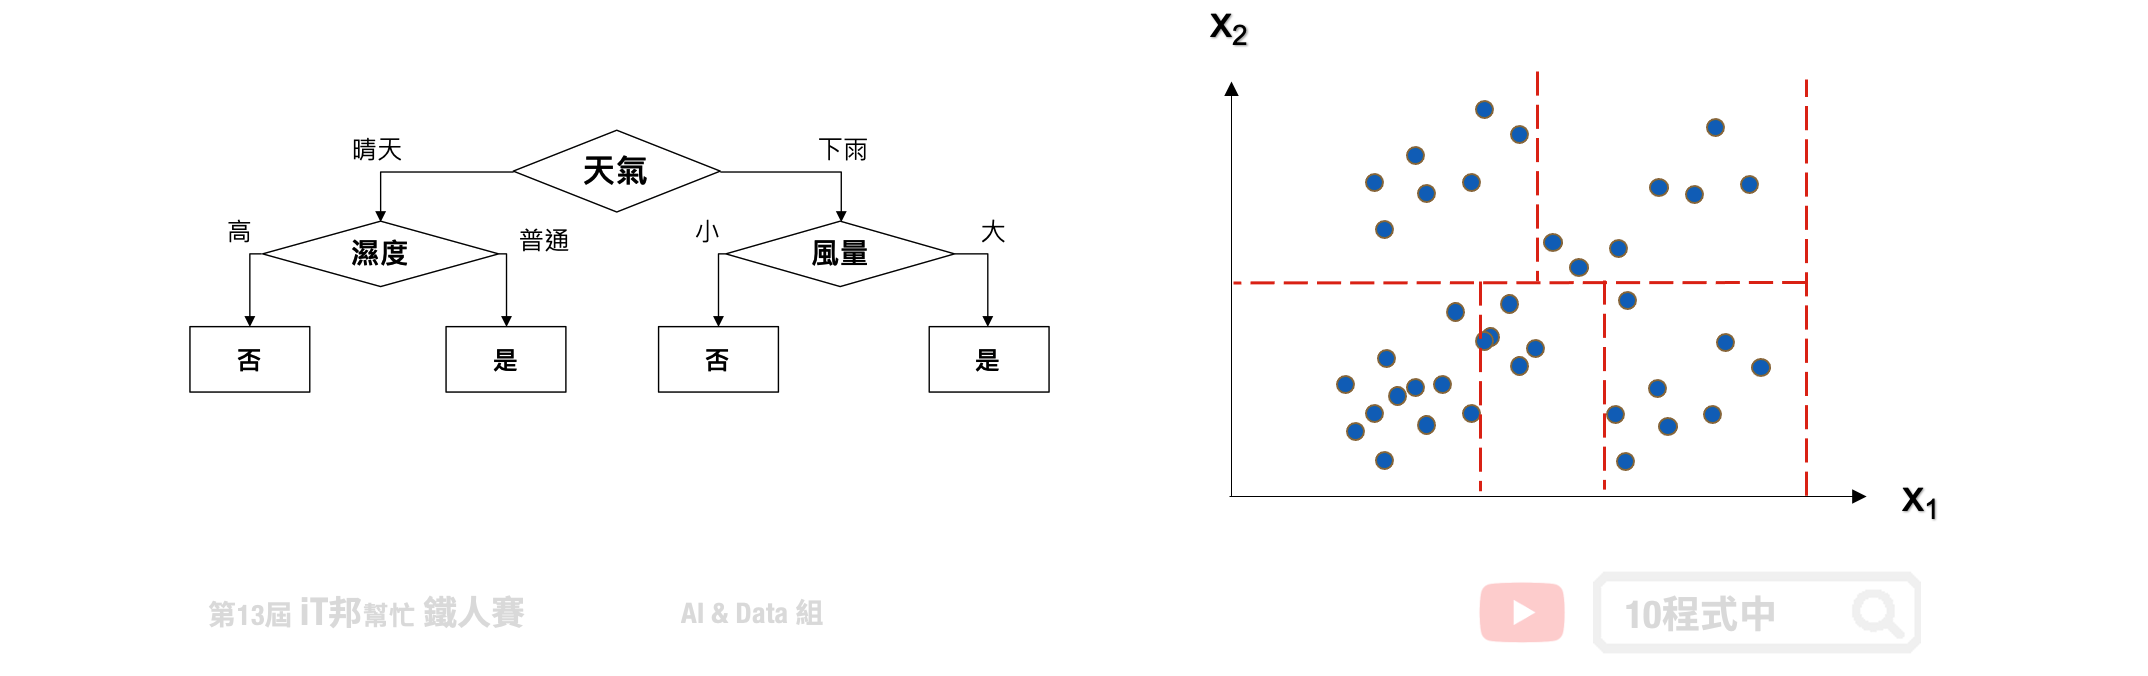 天氣
晴天
下雨
濕度
高
普通
風量
小
大
否
是
否
是
x2
x1
第13屆 iT邦幫忙 鐵人賽
AI & Data 組
10程式中